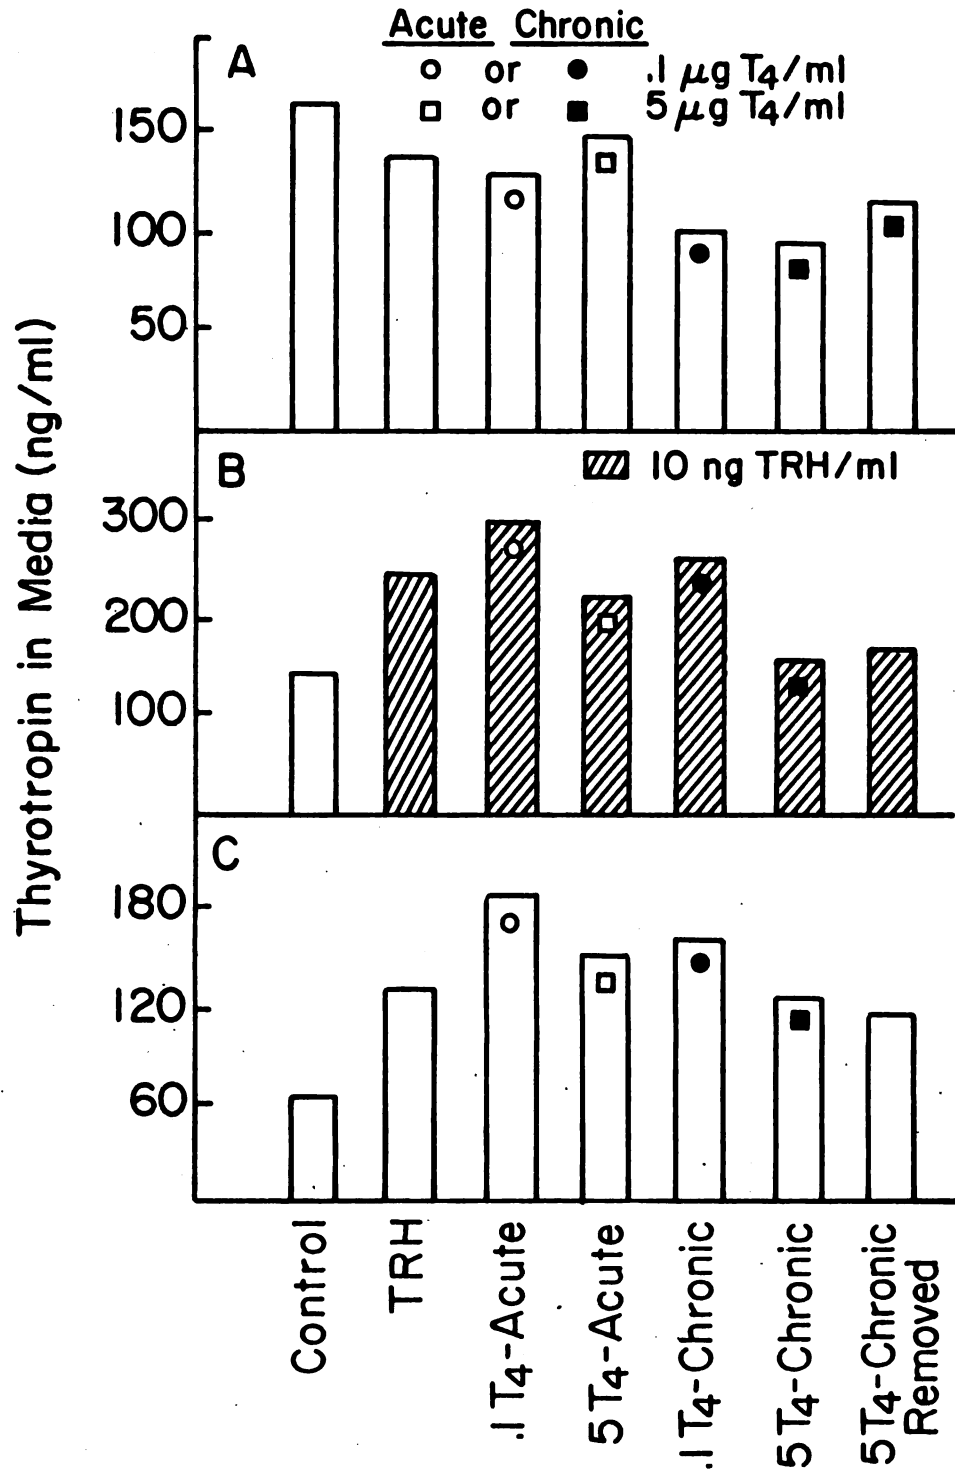 Acute Chronic
A
or .1 μg T4/ml
or 5 μg T4/ml
150
100
50
Thyrotropin in Media (ng/ml)
B
10 ng TRH/ml
300
200
100
C
180
120
60
Control
TRH
.1 T4-Acute
5 T4-Acute
.1 T4-Chronic
5 T4-Chronic
5 T4-Chronic
Removed